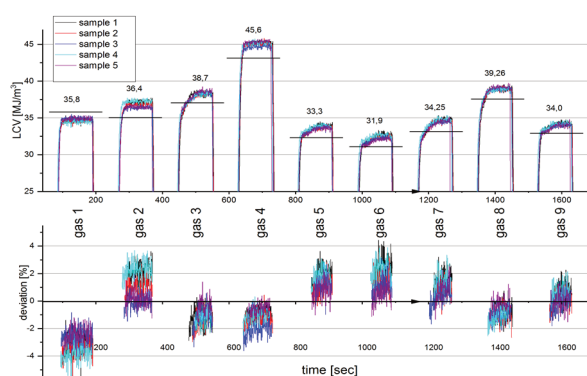 sample 1
sample 2
sample 3
sample 4
sample 5
LCV [MJ/m³]
45
40
35
30
25
35,8
36,4
38,7
45,6
33,3
31,9
34,25
39,26
34,0
200
400
600
800
1000
1200
1400
1600
gas 1
gas 2
gas 3
gas 4
gas 5
gas 6
gas 7
gas 8
gas 9
deviation [%]
4
2
0
-2
-4
200
400
600
800
1000
1200
1400
1600
time [sec]